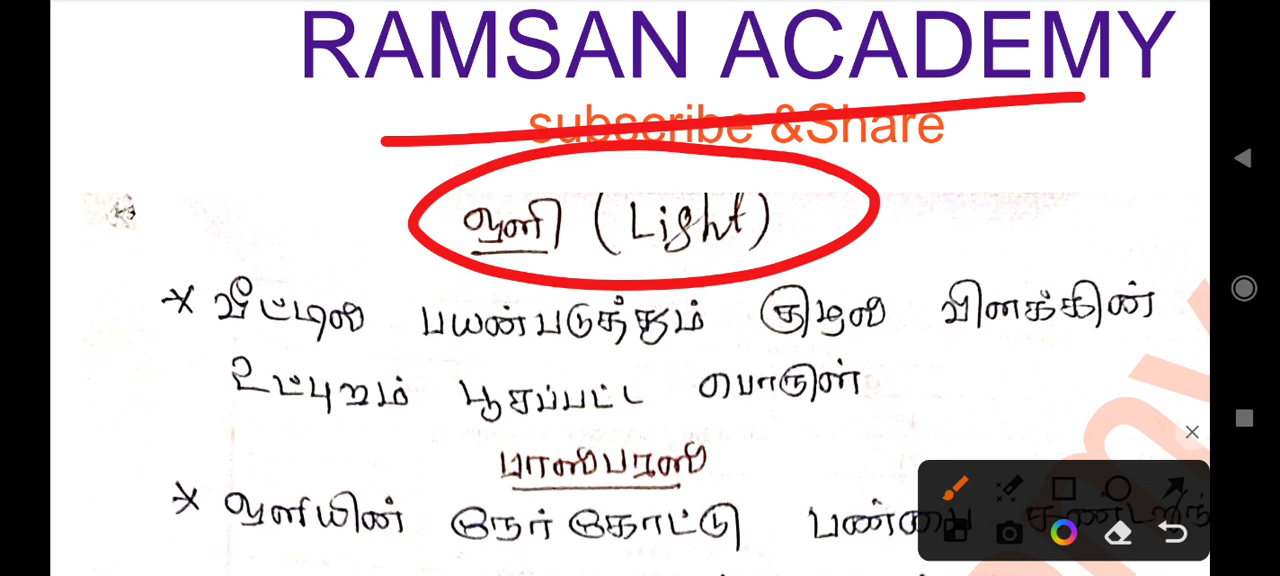 RAMSAN ACADEMY
subscribe &Share
ஒளி (Light)
* வீட்டில் பயன்படுத்தும் குழல் விளக்கின்
உட்புறம் பூசப்பட்ட பொருள்
பாஸ்பரஸ்
* ஒளியின் நேர் கோட்டு பண்பை